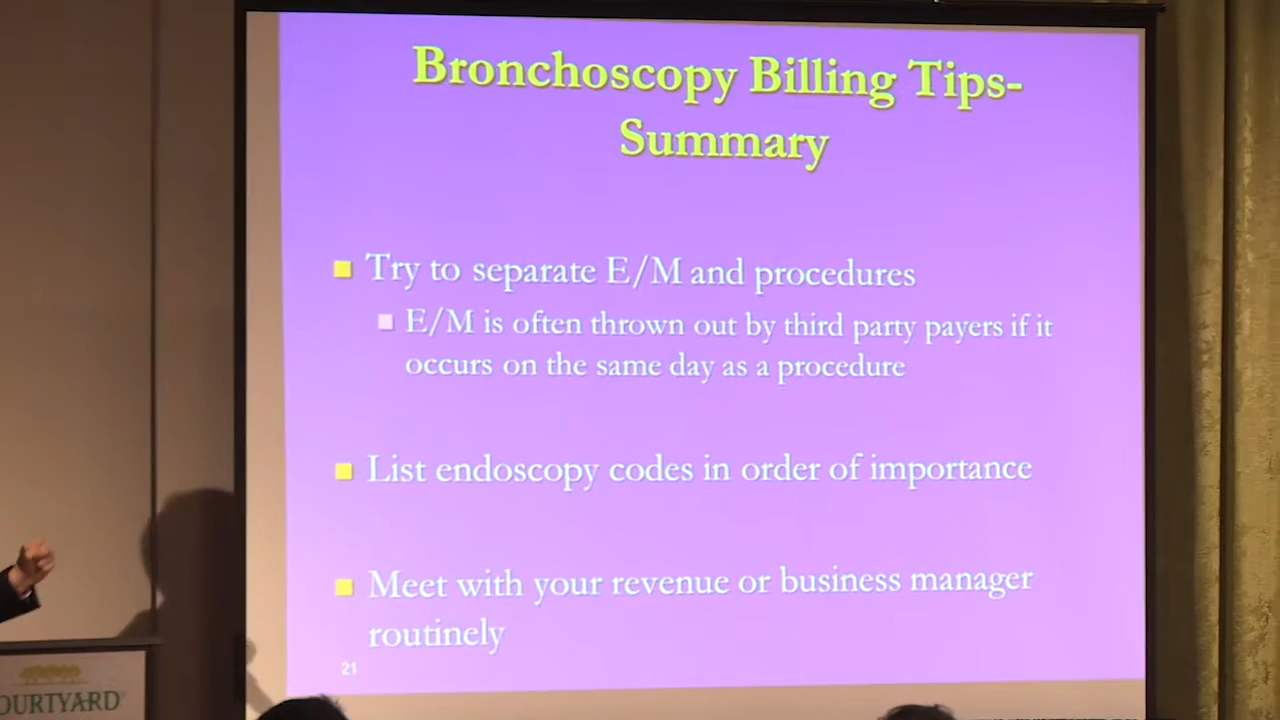 Bronchoscopy Billing Tips-
Summary
Try to separate E/M and procedures
E/M is often thrown out by third party payers if it
occurs on the same day as a procedure
List endoscopy codes in order of importance
Meet with your revenue or business manager
routinely
21
OURTYARD